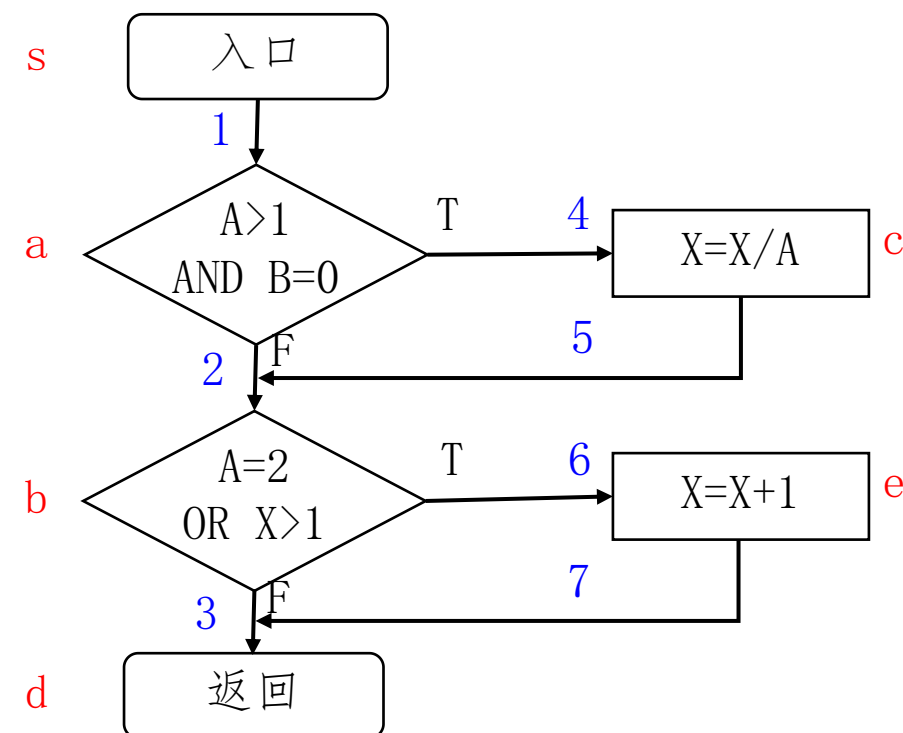 s
入口
1
a
A>1
AND B=0
T
4
X=X/A
c
F
2
5
b
A=2
OR X>1
T
6
X=X+1
e
F
3
7
d
返回